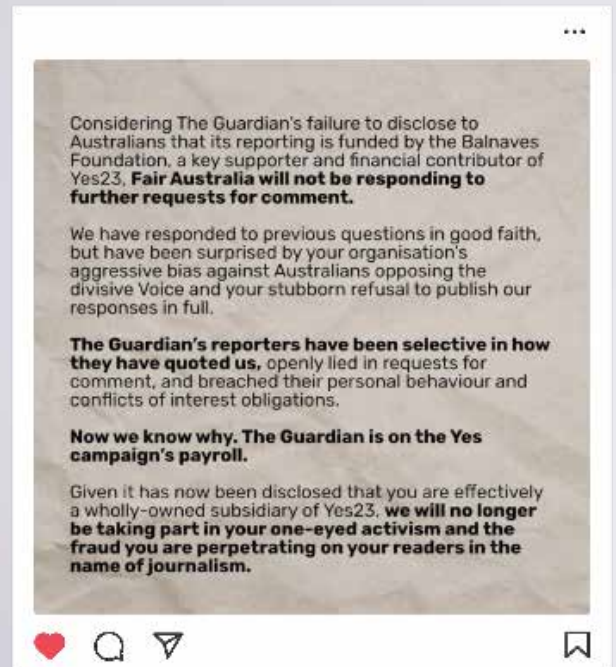 Considering The Guardian's failure to disclose to
Australians that its reporting is funded by the Balnaves
Foundation, a key supporter and financial contributor of
Yes23, Fair Australia will not be responding to
further requests for comment.
We have responded to previous questions in good faith,
but have been surprised by your organisation's
aggressive bias against Australians opposing the
divisive Voice and your stubborn refusal to publish our
responses in full.
The Guardian's reporters have been selective in how
they have quoted us, openly lied in requests for
comment, and breached their personal behaviour and
conflicts of interest obligations.
Now we know why. The Guardian is on the Yes
campaign's payroll.
Given it has now been disclosed that you are effectively
a wholly-owned subsidiary of Yes23, we will no longer
be taking part in your one-eyed activism and the
fraud you are perpetrating on your readers in the
name of journalism.